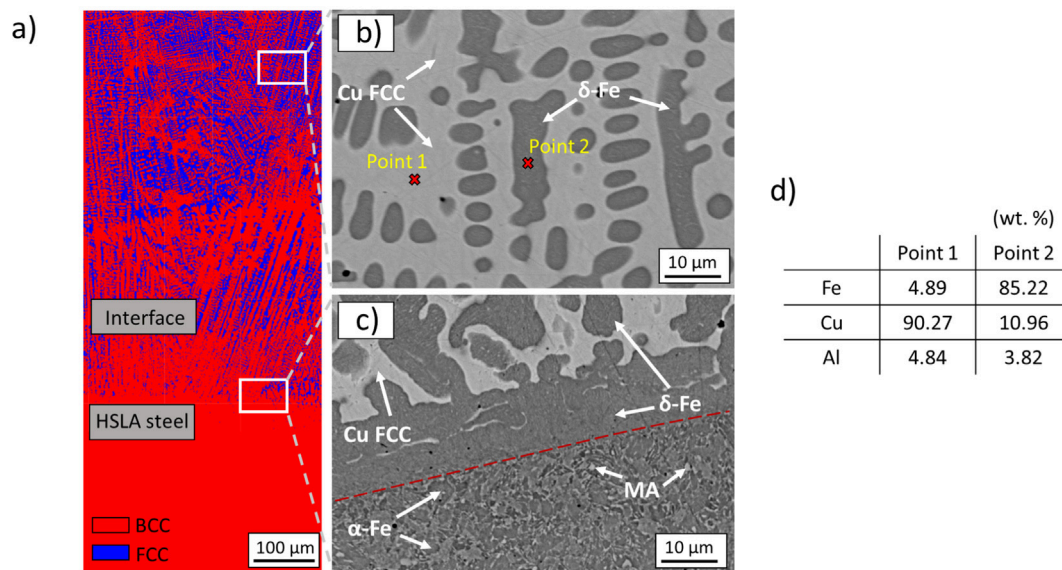 a)
Interface
HSLA steel
BCC
FCC
100 µm
b)
Cu FCC
δ-Fe
Point 1
Point 2
10 µm
c)
Cu FCC
δ-Fe
MA
α-Fe
10 µm
d)
(wt. %)
Point 1 Point 2
Fe 4.89 85.22
Cu 90.27 10.96
Al 4.84 3.82